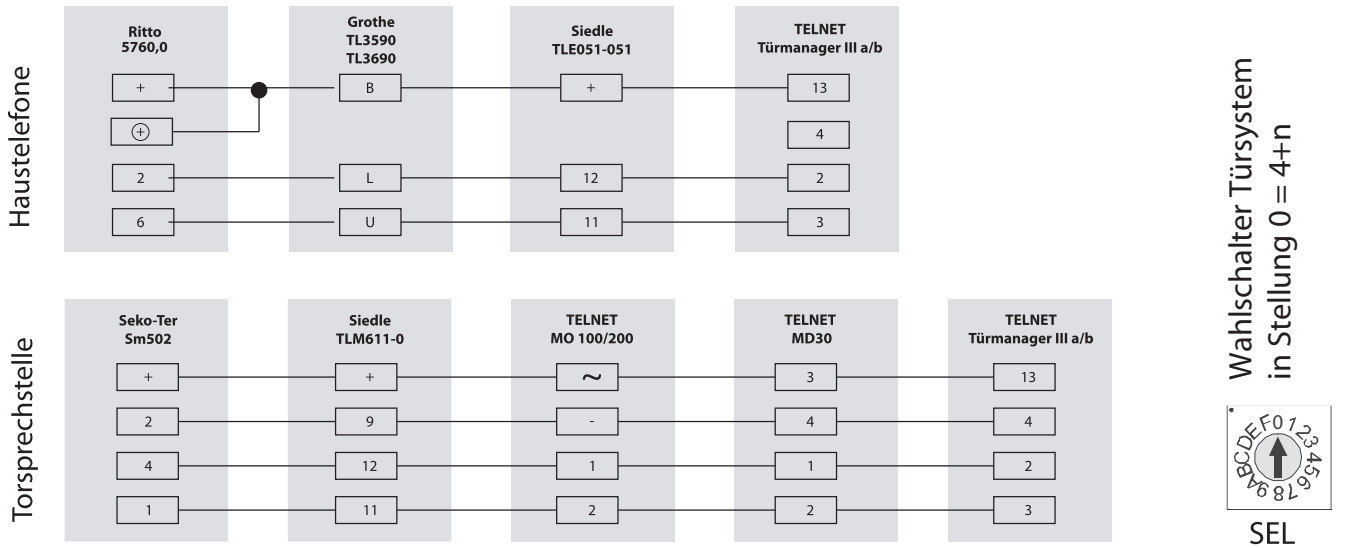 Haustelefone
Ritto
5760,0
+
+
2
6
Grothe
TL3590
TL3690
B
L
U
Siedle
TLE051-051
+
12
11
TELNET
Türmanager III a/b
13
4
2
3
Torsprechstelle
Seko-Ter
Sm502
+
2
4
1
Siedle
TLM611-0
+
9
12
11
TELNET
MO 100/200
~
-
1
2
TELNET
MD30
3
4
1
2
TELNET
Türmanager III a/b
13
4
2
3
Wahlschalter Türsystem
in Stellung 0 = 4+n
0123456789ABCDEF
SEL